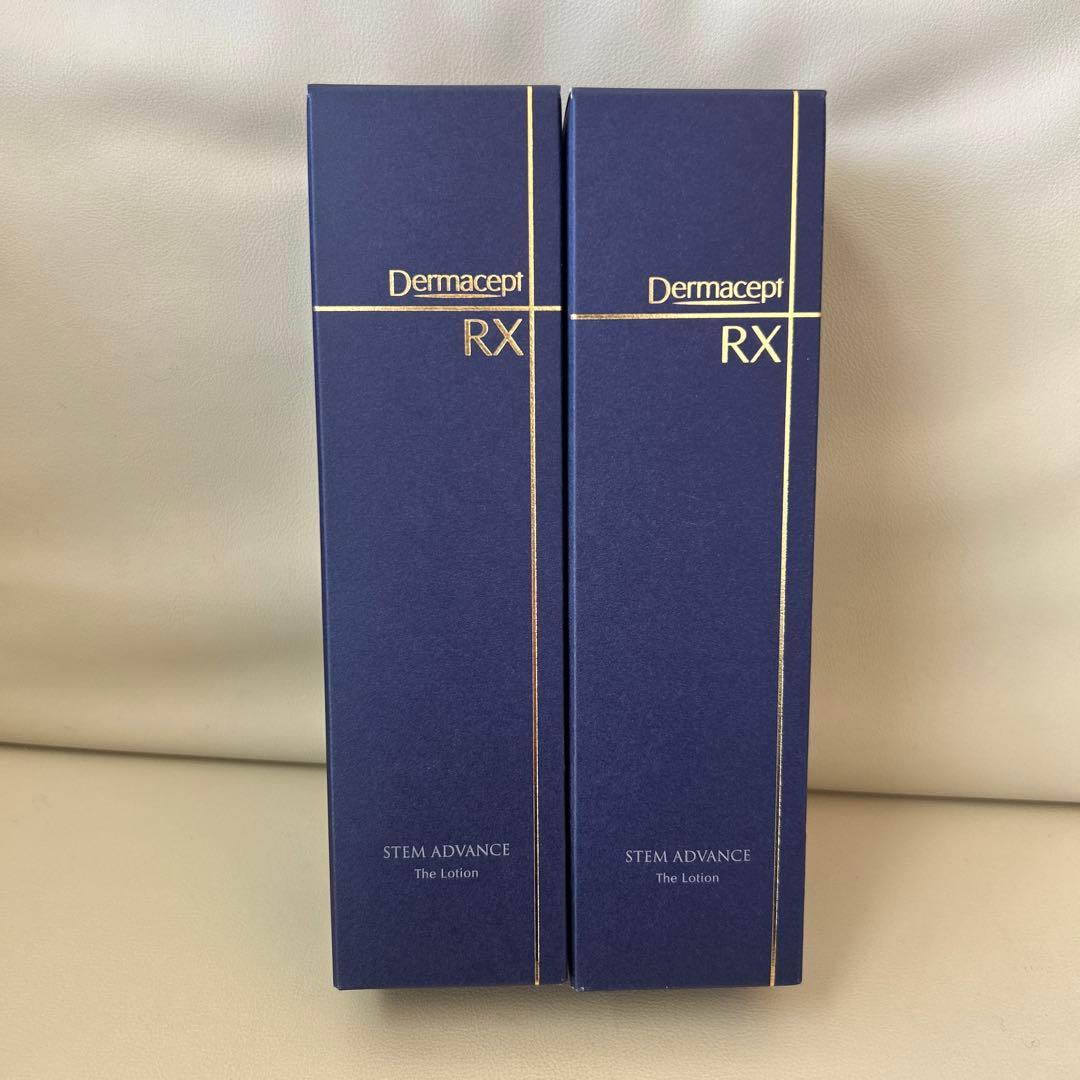 Dermacept
RX
STEM ADVANCE
The Lotion
Dermacept
RX
STEM ADVANCE
The Lotion